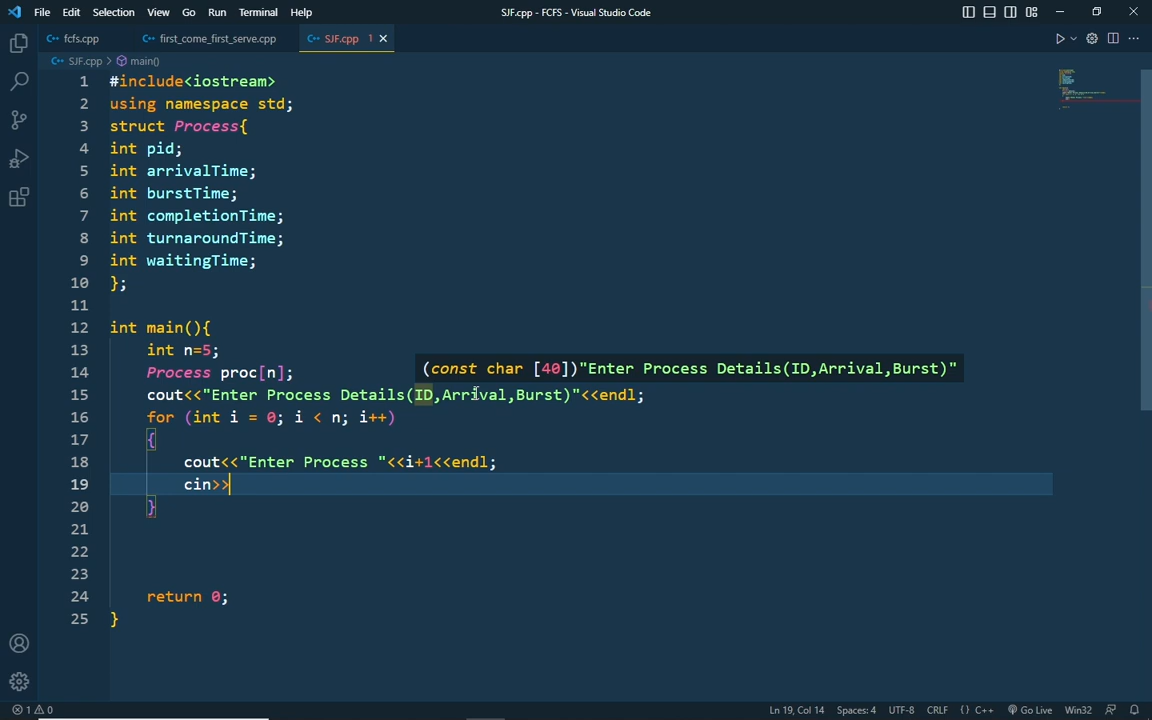 File Edit Selection View Go Run Terminal Help SJF.cpp - FCFS - Visual Studio Code
fcfs.cpp first_come_first_serve.cpp SJF.cpp 1
SJF.cpp > main()
1 #include<iostream>
2 using namespace std;
3 struct Process{
4 int pid;
5 int arrivalTime;
6 int burstTime;
7 int completionTime;
8 int turnaroundTime;
9 int waitingTime;
10 };
11
12 int main(){
13 int n=5;
(const char [40])"Enter Process Details(ID,Arrival,Burst)"
14 Process proc[n];
15 cout<<"Enter Process Details(ID,Arrival,Burst)"<<endl;
16 for (int i = 0; i < n; i++)
17 {
18 cout<<"Enter Process "<<i+1<<endl;
19 cin>>
20 }
21
22
23
24 return 0;
25 }
1 0 Ln 19, Col 14 Spaces: 4 UTF-8 CRLF {} C++ Go Live Win32